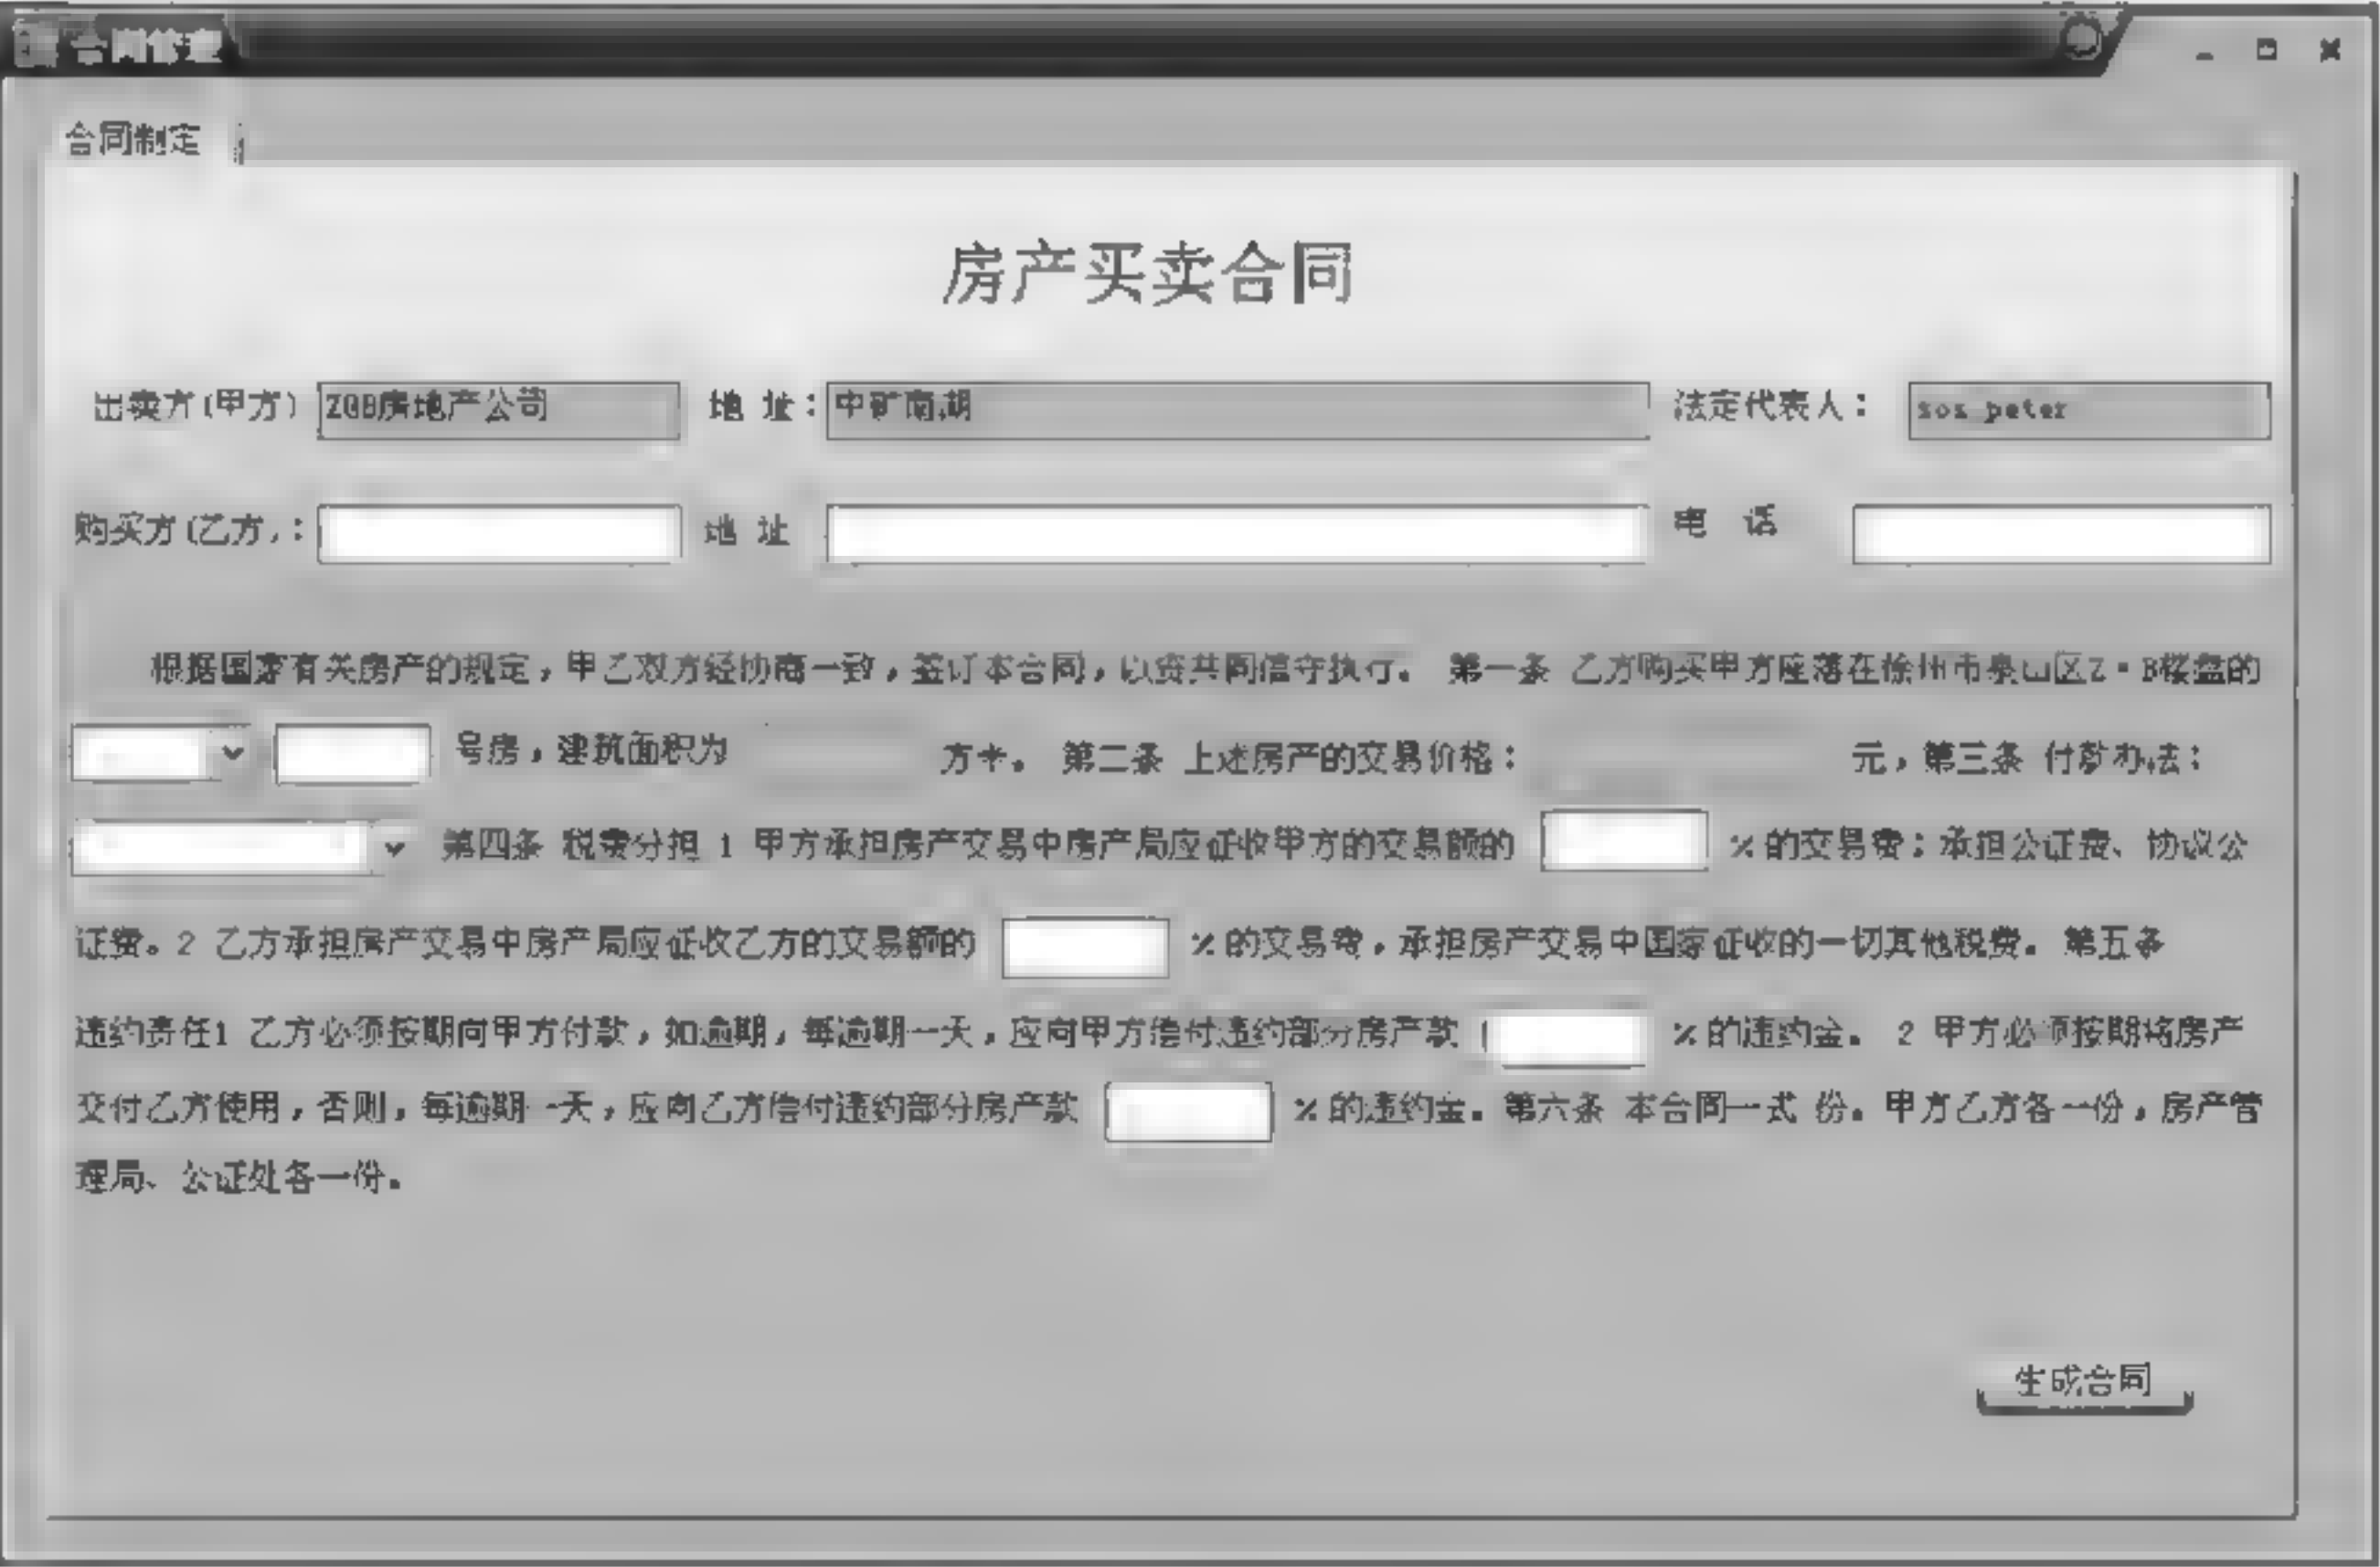 合同管理
合同制定
房产买卖合同
出卖方(甲方) ZGB房地产公司 地 址： 中矿南湖 法定代表人： sox peter
购买方(乙方)： 地 址 电 话
根据国家有关房产的规定，甲乙双方经协商一致，签订本合同，以资共同信守执行。 第一条 乙方购买甲方座落在徐州市泉山区Z·B楼盘的
号房，建筑面积为 方米。 第二条 上述房产的交易价格： 元，第三条 付款办法：
第四条 税费分担 1 甲方承担房产交易中房产局应征收甲方的交易额的 %的交易费；承担公证费、协议公
证费。2 乙方承担房产交易中房产局应征收乙方的交易额的 %的交易费，承担房产交易中国家征收的一切其他税费。 第五条
违约责任1 乙方必须按期向甲方付款，如逾期，每逾期一天，应向甲方偿付违约部分房产款 %的违约金。 2 甲方必须按期将房产
交付乙方使用，否则，每逾期一天，应向乙方偿付违约部分房产款 %的违约金。第六条 本合同一式 份。甲方乙方各一份，房产管
理局、公证处各一份。
生成合同